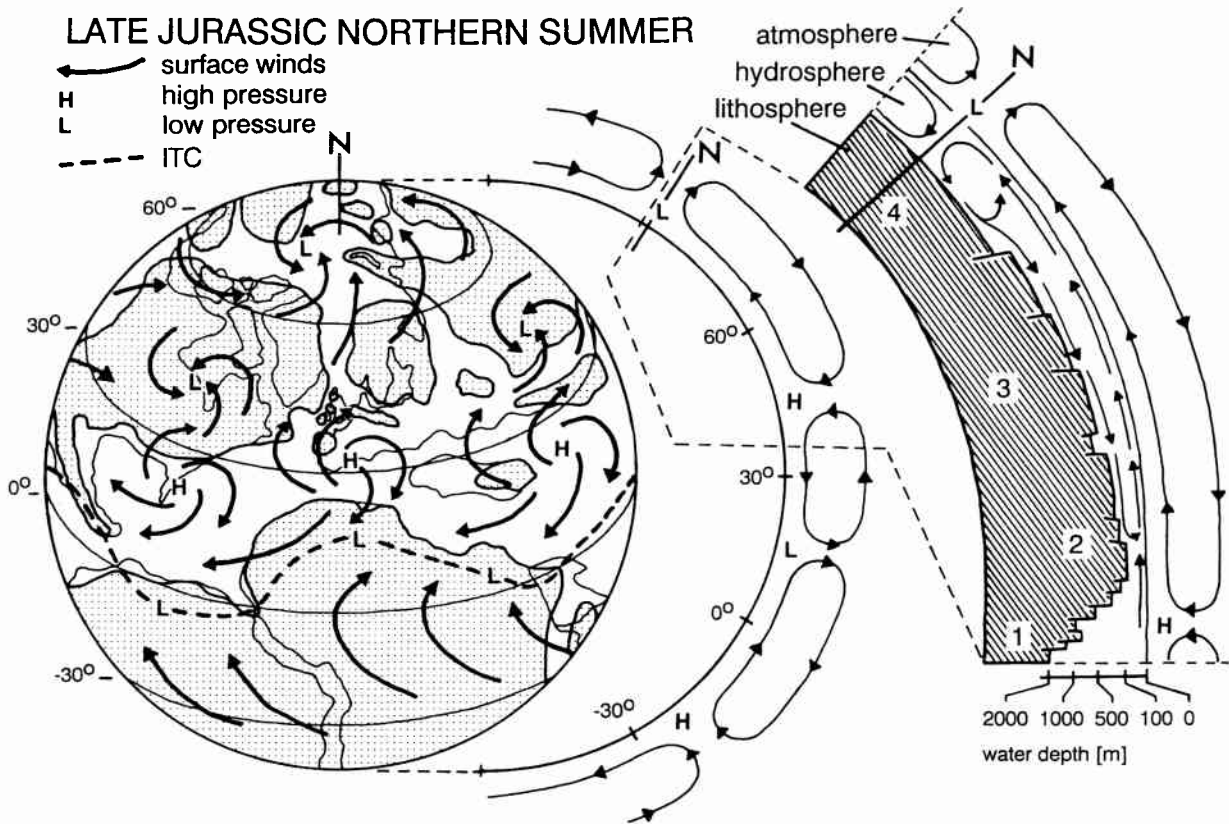 LATE JURASSIC NORTHERN SUMMER
surface winds
H high pressure
L low pressure
ITC
atmosphere
hydrosphere
lithosphere
N
L
N
L
N
60°
30°
0°
-30°
L
L
L
H
H
H
L
L
L
60°
30°
0°
-30°
H
L
H
4
3
2
1
H
2000 1000 500 100 0
water depth [m]